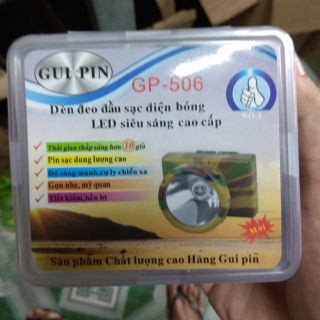 GUI PIN
GP-506
NO.1
Dèn đeo đầu sạc điện bóng
LED siêu sáng cao cấp
Thời gian thắp sáng hơn 10 giờ
Pin sạc dung lượng cao
Độ sáng mạnh,cự ly chiếu xa
Gọn nhẹ, mỹ quan
Tiết kiệm,bền bỉ
Mới
Sản phẩm Chất lượng cao Hãng Gui pin